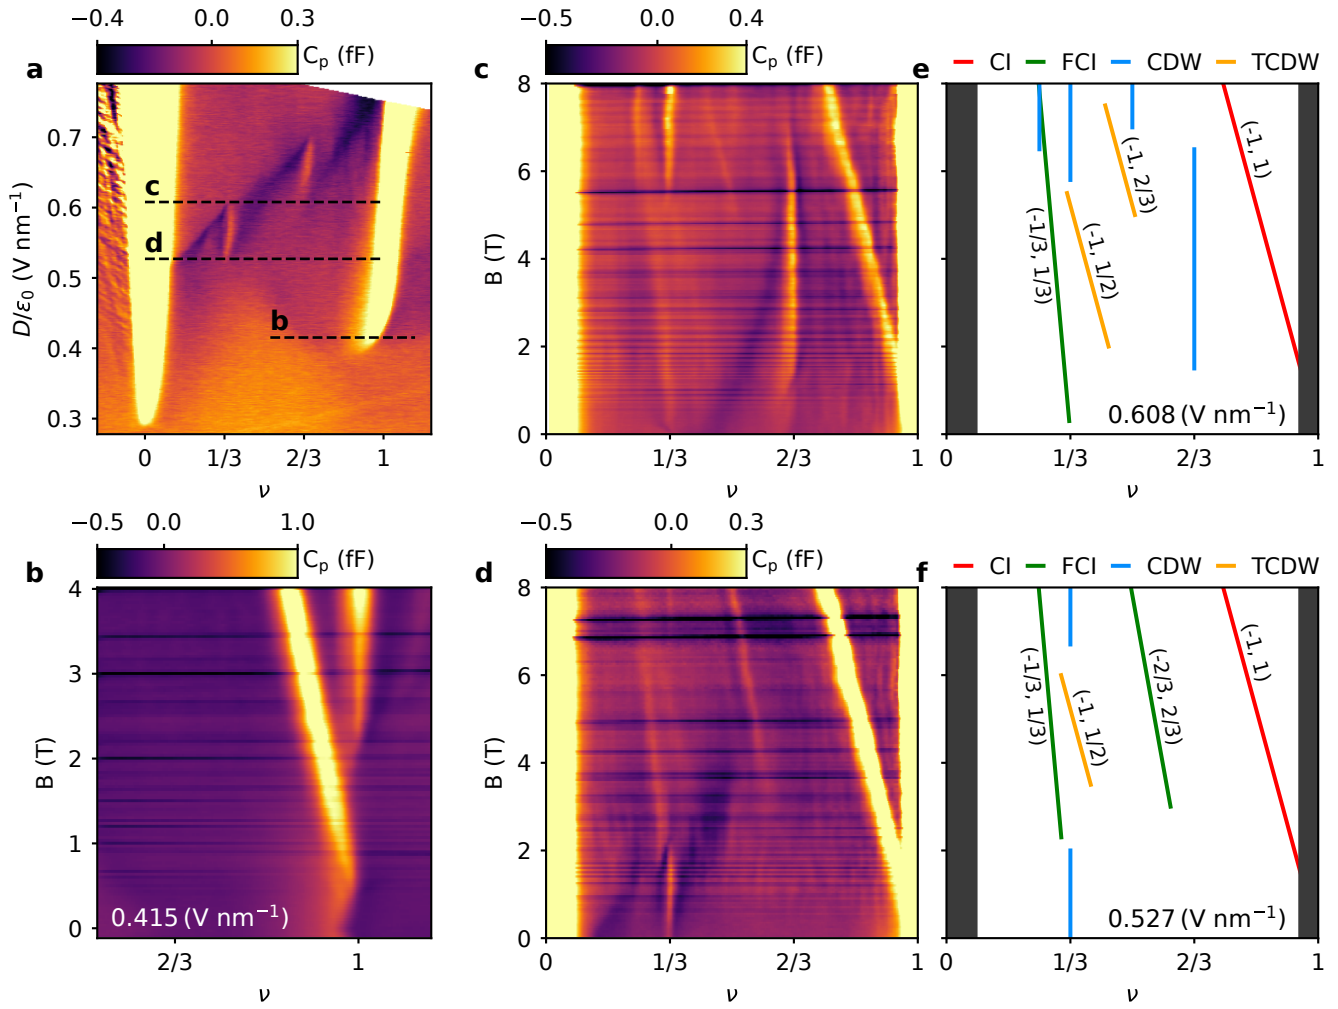 −0.4 0.0 0.3
Cp (fF)
a
D/ε0 (V nm−1)
0.7
0.6
0.5
0.4
0.3
c
d
b
0 1/3 2/3 1
ν
−0.5 0.0 0.4
Cp (fF)
c
B (T)
8
6
4
2
0
0 1/3 2/3 1
ν
e
CI FCI CDW TCDW
(-1/3, 1/3)
(-1, 1/2)
(-1, 2/3)
(-1, 1)
0.608 (V nm−1)
0 1/3 2/3 1
ν
−0.5 0.0 1.0
Cp (fF)
b
B (T)
4
3
2
1
0
0.415 (V nm−1)
2/3 1
ν
−0.5 0.0 0.3
Cp (fF)
d
B (T)
8
6
4
2
0
0 1/3 2/3 1
ν
f
CI FCI CDW TCDW
(-1/3, 1/3)
(-1, 1/2)
(-2/3, 2/3)
(-1, 1)
0.527 (V nm−1)
0 1/3 2/3 1
ν